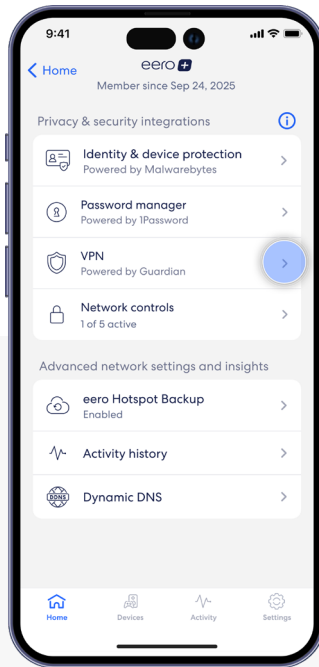 9:41
Home
eero +
Member since Sep 24, 2025
Privacy & security integrations
Identity & device protection
Powered by Malwarebytes
Password manager
Powered by 1Password
VPN
Powered by Guardian
Network controls
1 of 5 active
Advanced network settings and insights
eero Hotspot Backup
Enabled
Activity history
DDNS
Dynamic DNS
Home Devices Activity Settings